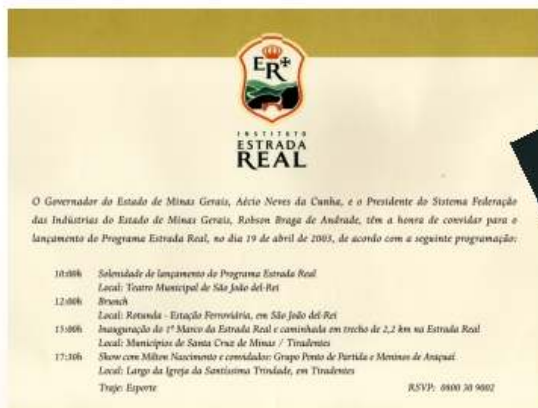 ER
INSTITUTO
ESTRADA
REAL
O Governador do Estado de Minas Gerais, Aécio Neves da Cunha, e o Presidente do Sistema Federação
das Indústrias do Estado de Minas Gerais, Robson Braga de Andrade, têm a honra de convidar para o
lançamento do Programa Estrada Real, no dia 19 de abril de 2003, de acordo com a seguinte programação:
10:00h Solenidade de lançamento do Programa Estrada Real
Local: Teatro Municipal de São João del-Rei
12:00h Brunch
Local: Rotunda - Estação Ferroviária, em São João del-Rei
15:00h Inauguração do 1º Marco da Estrada Real e caminhada em trecho de 2,2 km na Estrada Real
Local: Municípios de Santa Cruz de Minas / Tiradentes
17:30h Show com Milton Nascimento e convidados: Grupo Ponto de Partida e Meninos de Araçuaí
Local: Largo da Igreja da Santíssima Trindade, em Tiradentes
Traje: Esporte RSVP: 0800 30 9002